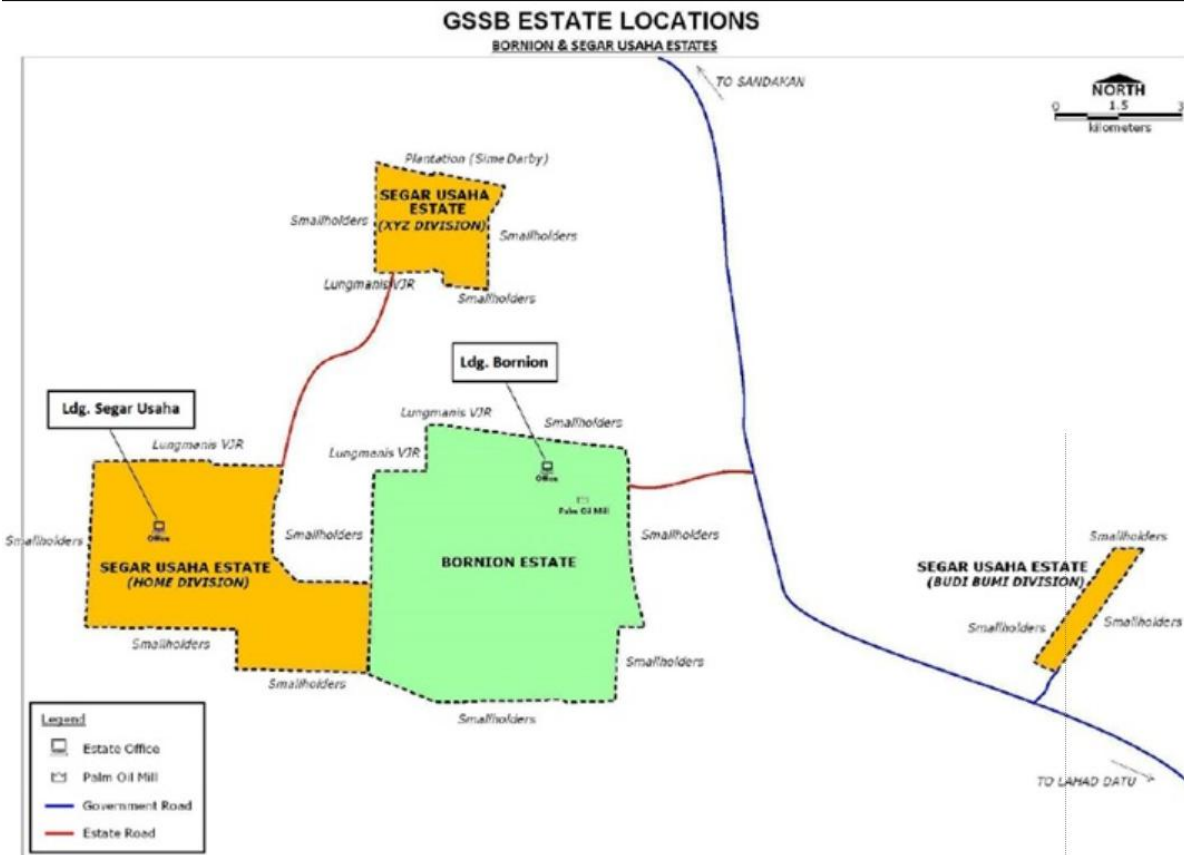 GSSB ESTATE LOCATIONS
BORNION & SEGAR USAHA ESTATES
TO SANDAKAN
NORTH
0 1.5 3
kilometers
Plantation (Sime Darby)
SEGAR USAHA
ESTATE
(XYZ DIVISION)
Smallholders
Smallholders
Lungmanis VJR
Smallholders
Ldg. Bornion
Ldg. Segar Usaha
Lungmanis VJR
Smallholders
Lungmanis VJR
Lungmanis VJR
Office
Palm Oil Mill
Office
Smallholders
Smallholders
Smallholders
Smallholders
SEGAR USAHA ESTATE
(HOME DIVISION)
BORNION ESTATE
SEGAR USAHA ESTATE
(BUDI BUMI DIVISION)
Smallholders
Smallholders
Smallholders
Smallholders
Smallholders
Smallholders
Legend
Estate Office
Palm Oil Mill
Government Road
Estate Road
TO LAHAD DATU